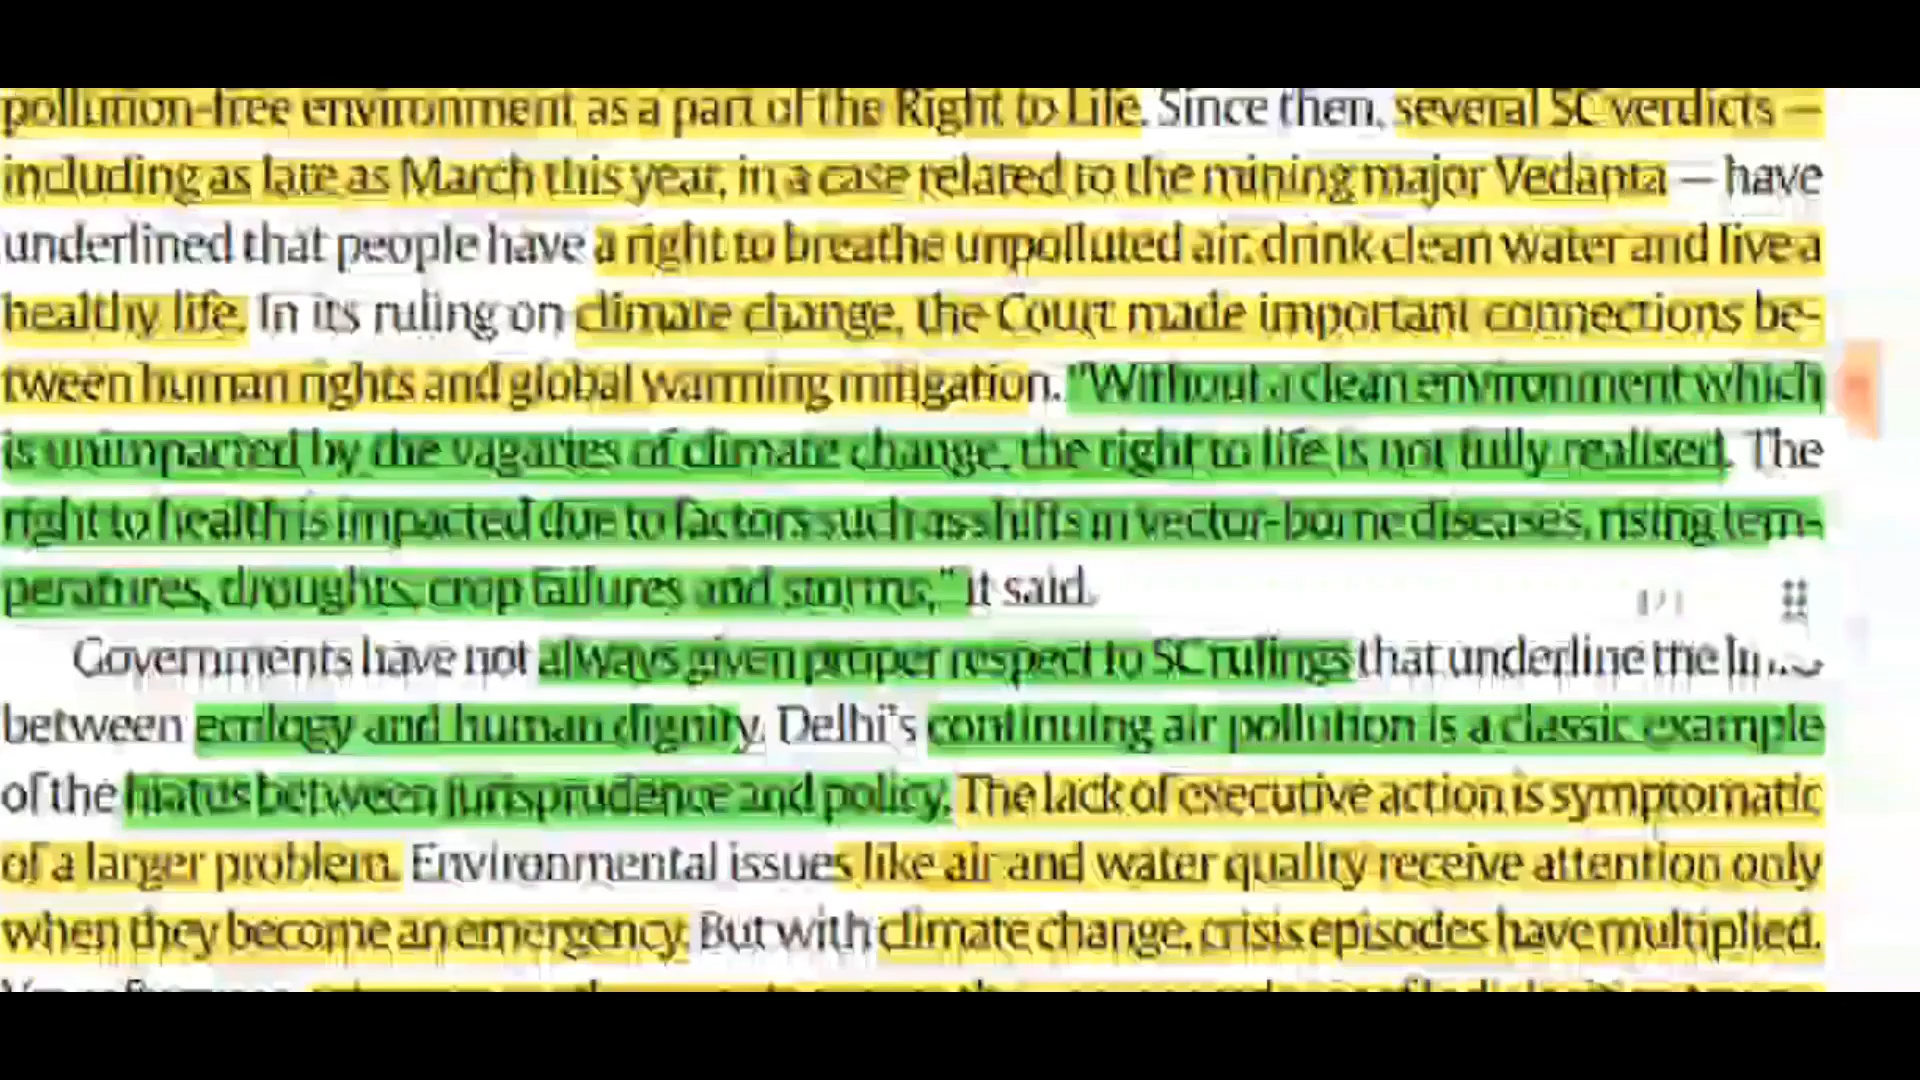 pollution-free environment as a part of the Right to Life. Since then, several SC verdicts —
including as late as March this year, in a case related to the mining major Vedanta — have
underlined that people have a right to breathe unpolluted air, drink clean water and live a
healthy life. In its ruling on climate change, the Court made important connections be-
tween human rights and global warming mitigation. "Without a clean environment which
is unimpacted by the vagaries of climate change, the right to life is not fully realised. The
right to health is impacted due to factors such as shifts in vector-borne diseases, rising tem-
peratures, droughts, crop failures and storms," it said.
Governments have not always given proper respect to SC rulings that underline the
between ecology and human dignity. Delhi's continuing air pollution is a classic example
of the hiatus between jurisprudence and policy. The lack of executive action is symptomatic
of a larger problem. Environmental issues like air and water quality receive attention only
when they become an emergency. But with climate change, crisis episodes have multiplied.